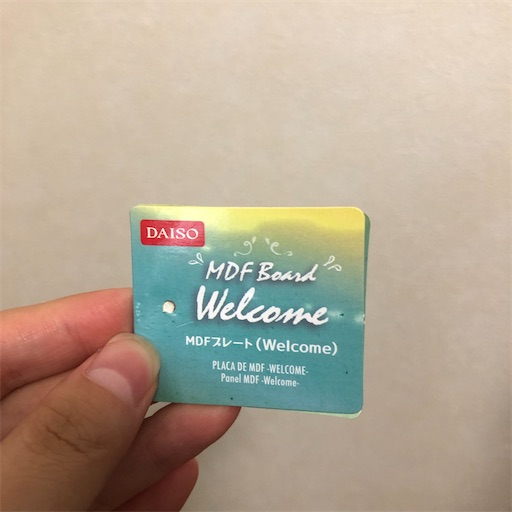 DAISO
MDF Board
Welcome
MDFプレート(Welcome)
PLACA DE MDF -WELCOME-
Panel MDF -Welcome-